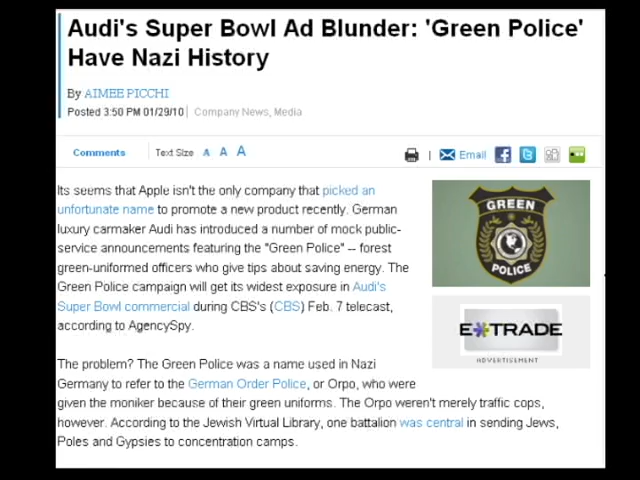 Audi's Super Bowl Ad Blunder: 'Green Police'
Have Nazi History
By AIMEE PICCHI
Posted 3:50 PM 01/29/10 | Company News, Media
Comments | Text Size A A A | Email
Its seems that Apple isn't the only company that picked an
unfortunate name to promote a new product recently. German
luxury carmaker Audi has introduced a number of mock public-
service announcements featuring the "Green Police" -- forest
green-uniformed officers who give tips about saving energy. The
Green Police campaign will get its widest exposure in Audi's
Super Bowl commercial during CBS's (CBS) Feb. 7 telecast,
according to AgencySpy.
GREEN
POLICE
E*TRADE
ADVERTISEMENT
The problem? The Green Police was a name used in Nazi
Germany to refer to the German Order Police, or Orpo, who were
given the moniker because of their green uniforms. The Orpo weren't merely traffic cops,
however. According to the Jewish Virtual Library, one battalion was central in sending Jews,
Poles and Gypsies to concentration camps.